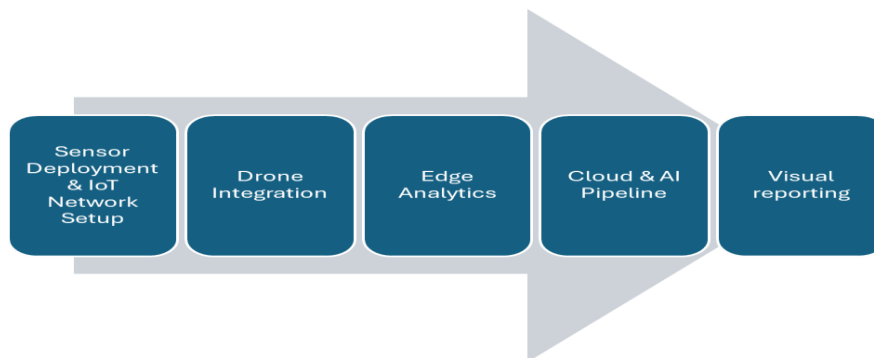 Sensor
Deployment
& IoT
Network
Setup
Drone
Integration
Edge
Analytics
Cloud & AI
Pipeline
Visual
reporting